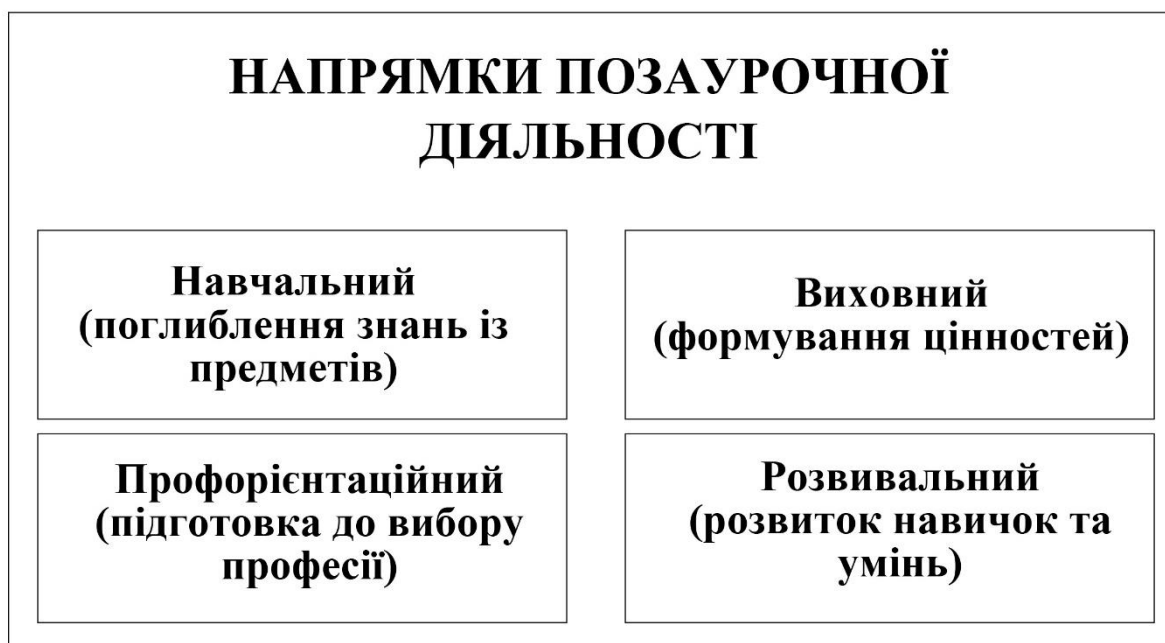 НАПРЯМКИ ПОЗАУРОЧНОЇ
ДІЯЛЬНОСТІ
Навчальний
(поглиблення знань із
предметів)
Виховний
(формування цінностей)
Профорієнтаційний
(підготовка до вибору
професії)
Розвивальний
(розвиток навичок та
умінь)